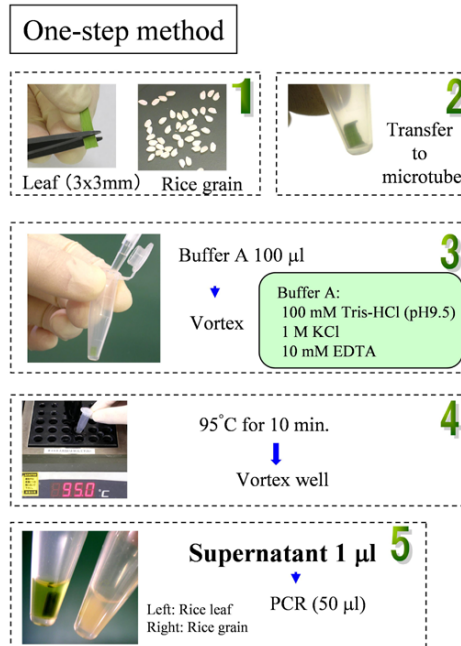 One-step method
1
Leaf (3x3mm)
Rice grain
2
Transfer
to
microtube
3
Buffer A 100 µl
Vortex
Buffer A:
100 mM Tris-HCl (pH9.5)
1 M KCl
10 mM EDTA
4
95°C for 10 min.
Vortex well
95.0 °C
5
Supernatant 1 µl
PCR (50 µl)
Left: Rice leaf
Right: Rice grain